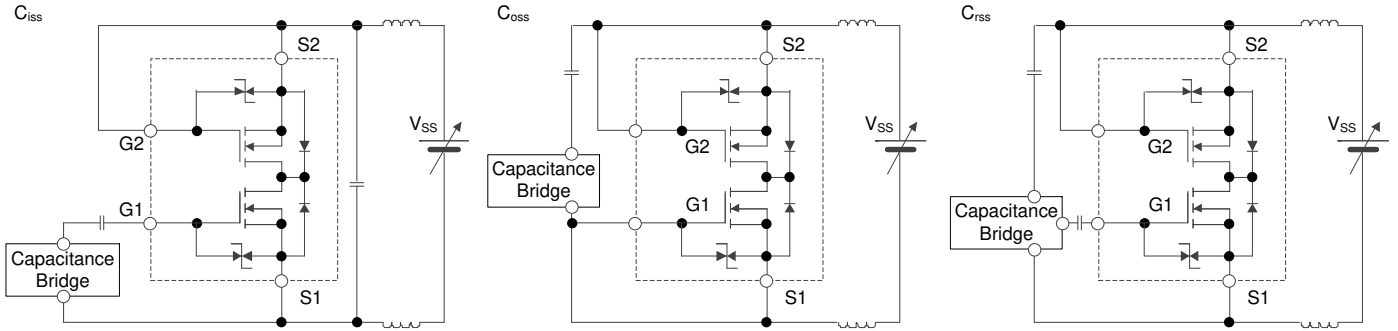 Ciss
S2
G2
G1
S1
VSS
Capacitance
Bridge
Coss
S2
G2
G1
S1
VSS
Capacitance
Bridge
Crss
S2
G2
G1
S1
VSS
Capacitance
Bridge